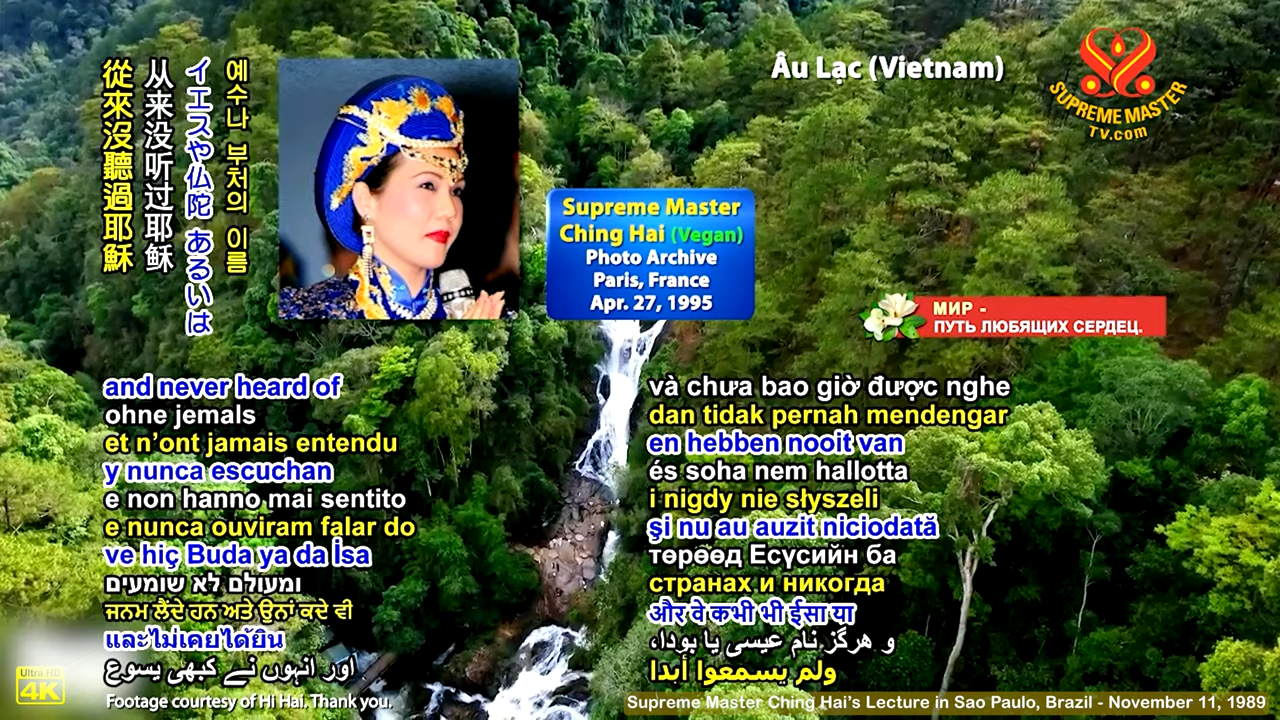 예수나 부처의 이름
イエスや仏陀 あるいは
从来没听过耶稣
從來沒聽過耶穌
Âu Lạc (Vietnam)
SUPREME MASTER
TV.com
Supreme Master
Ching Hai (Vegan)
Photo Archive
Paris, France
Apr. 27, 1995
МИР -
ПУТЬ ЛЮБЯЩИХ СЕРДЕЦ.
and never heard of
ohne jemals
et n’ont jamais entendu
y nunca escuchan
e non hanno mai sentito
e nunca ouviram falar do
ve hiç Buda ya da İsa
ומעולם לא שומעים
ਜਨਮ ਲੈਂਦੇ ਹਨ ਅਤੇ ਉਨਾਂ ਕਦੇ ਵੀ
และไม่เคยได้ยิน
اور انہوں نے کبھی یسوع
và chưa bao giờ được nghe
dan tidak pernah mendengar
en hebben nooit van
és soha nem hallotta
i nigdy nie słyszeli
şi nu au auzit niciodată
төрөөд Есүсийн ба
странах и никогда
और वे कभी भी ईसा या
و هرگز نام عیسی یا بودا،
ولم يسمعوا أبدا
Ultra HD
4K
Footage courtesy of Hi Hai. Thank you.
Supreme Master Ching Hai’s Lecture in Sao Paulo, Brazil - November 11, 1989